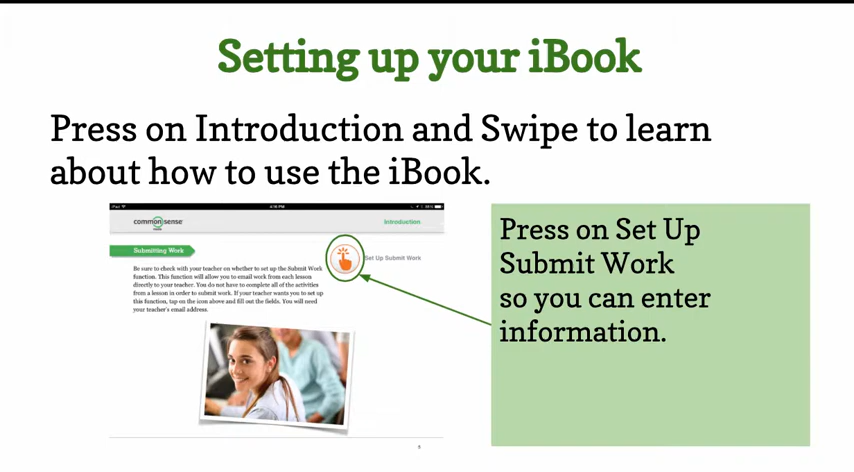 Setting up your iBook
Press on Introduction and Swipe to learn
about how to use the iBook.
iPad
4:16 PM
common sense
Introduction
Submitting Work
Set Up Submit Work
Be sure to check with your teacher on whether to set up the Submit Work
function. This function will allow you to email work from each lesson
directly to your teacher. You do not have to complete all of the activities
from a lesson in order to submit work. If your teacher wants you to set up
this function, tap on the icon above and fill out the fields. You will need
your teacher's email address.
Press on Set Up
Submit Work
so you can enter
information.